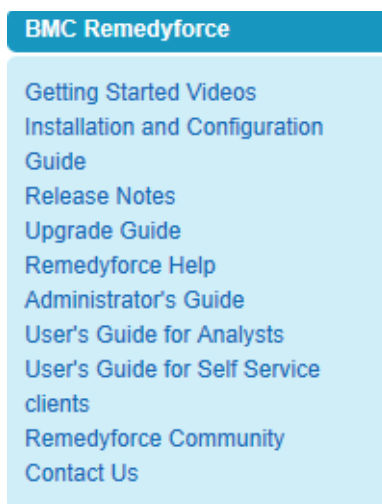 BMC Remedyforce
Getting Started Videos
Installation and Configuration
Guide
Release Notes
Upgrade Guide
Remedyforce Help
Administrator's Guide
User's Guide for Analysts
User's Guide for Self Service
clients
Remedyforce Community
Contact Us